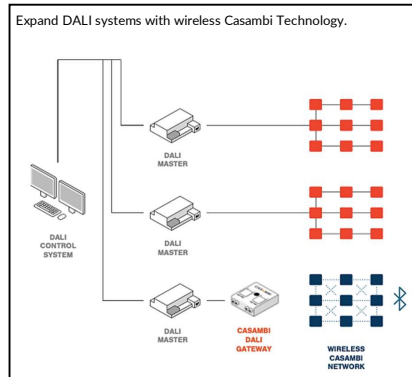 Expand DALI systems with wireless Casambi Technology.
DALI
MASTER
DALI
CONTROL
SYSTEM
DALI
MASTER
DALI
MASTER
CASAMBI
DALI
GATEWAY
WIRELESS
CASAMBI
NETWORK